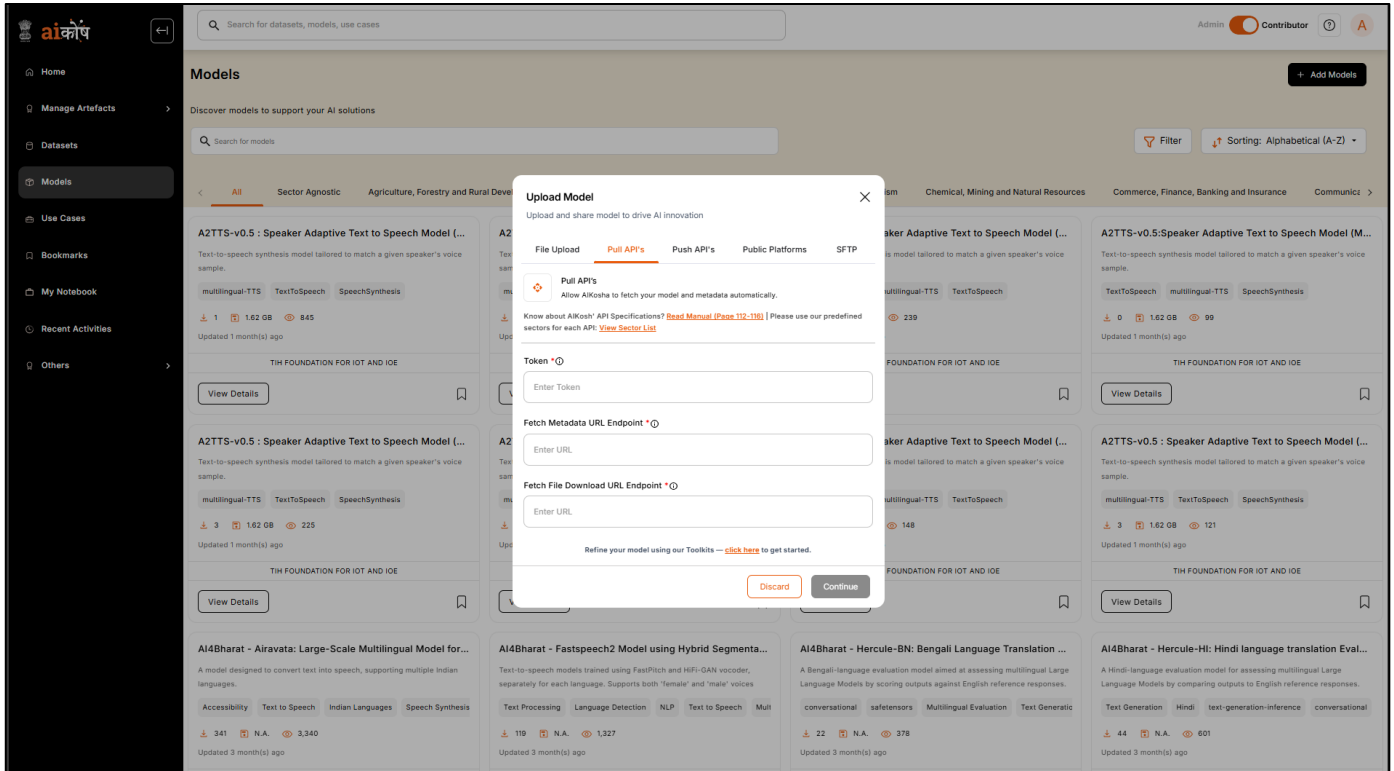 aiकोष
Search for datasets, models, use cases
Admin Contributor A
Home
Manage Artefacts
Datasets
Models
Use Cases
Bookmarks
My Notebook
Recent Activities
Others
Models
+ Add Models
Discover models to support your AI solutions
Search for models
Filter
Sorting: Alphabetical (A-Z)
All Sector Agnostic Agriculture, Forestry and Rural Devel
ism Chemical, Mining and Natural Resources Commerce, Finance, Banking and Insurance
Upload Model
Upload and share model to drive AI innovation
File Upload Pull API's Push API's Public Platforms SFTP
Pull API's
Allow AIKosha to fetch your model and metadata automatically.
Know about AIKosh' API Specifications? Read Manual (Page 112-116) | Please use our predefined
sectors for each API: View Sector List
Token *
Enter Token
Fetch Metadata URL Endpoint *
Enter URL
Fetch File Download URL Endpoint *
Enter URL
Refine your model using our Toolkits — click here to get started.
Discard Continue
A2TTS-v0.5 : Speaker Adaptive Text to Speech Model (...
Text-to-speech synthesis model tailored to match a given speaker's voice
sample.
multilingual-TTS TextToSpeech SpeechSynthesis
1 1.62 GB 845
Updated 1 month(s) ago
TIH FOUNDATION FOR IOT AND IOE
View Details
aker Adaptive Text to Speech Model (...
is model tailored to match a given speaker's voice
ultilingual-TTS TextToSpeech
239
FOUNDATION FOR IOT AND IOE
A2TTS-v0.5:Speaker Adaptive Text to Speech Model (M...
Text-to-speech synthesis model tailored to match a given speaker's voice
sample.
TextToSpeech multilingual-TTS SpeechSynthesis
0 1.62 GB 99
Updated 1 month(s) ago
TIH FOUNDATION FOR IOT AND IOE
View Details
A2TTS-v0.5 : Speaker Adaptive Text to Speech Model (...
Text-to-speech synthesis model tailored to match a given speaker's voice
sample.
multilingual-TTS TextToSpeech SpeechSynthesis
3 1.62 GB 225
Updated 1 month(s) ago
TIH FOUNDATION FOR IOT AND IOE
View Details
aker Adaptive Text to Speech Model (...
is model tailored to match a given speaker's voice
ultilingual-TTS TextToSpeech
148
FOUNDATION FOR IOT AND IOE
A2TTS-v0.5 : Speaker Adaptive Text to Speech Model (...
Text-to-speech synthesis model tailored to match a given speaker's voice
sample.
multilingual-TTS TextToSpeech SpeechSynthesis
3 1.62 GB 121
Updated 1 month(s) ago
TIH FOUNDATION FOR IOT AND IOE
View Details
AI4Bharat - Airavata: Large-Scale Multilingual Model for...
A model designed to convert text into speech, supporting multiple Indian
languages.
Accessibility Text to Speech Indian Languages Speech Synthesis
341 N.A. 3,340
Updated 3 month(s) ago
AI4Bharat - Fastspeech2 Model using Hybrid Segmenta...
Text-to-speech models trained using FastPitch and HiFi-GAN vocoder,
separately for each language. Supports both 'female' and 'male' voices
Text Processing Language Detection NLP Text to Speech Mult
119 N.A. 1,327
Updated 3 month(s) ago
AI4Bharat - Hercule-BN: Bengali Language Translation ...
A Bengali-language evaluation model aimed at assessing multilingual Large
Language Models by scoring outputs against English reference responses.
conversational safetensors Multilingual Evaluation Text Generatic
22 N.A. 378
Updated 3 month(s) ago
AI4Bharat - Hercule-HI: Hindi language translation Eval...
A Hindi-language evaluation model for assessing multilingual Large
Language Models by comparing outputs to English reference responses.
Text Generation Hindi text-generation-inference conversational
44 N.A. 601
Updated 3 month(s) ago